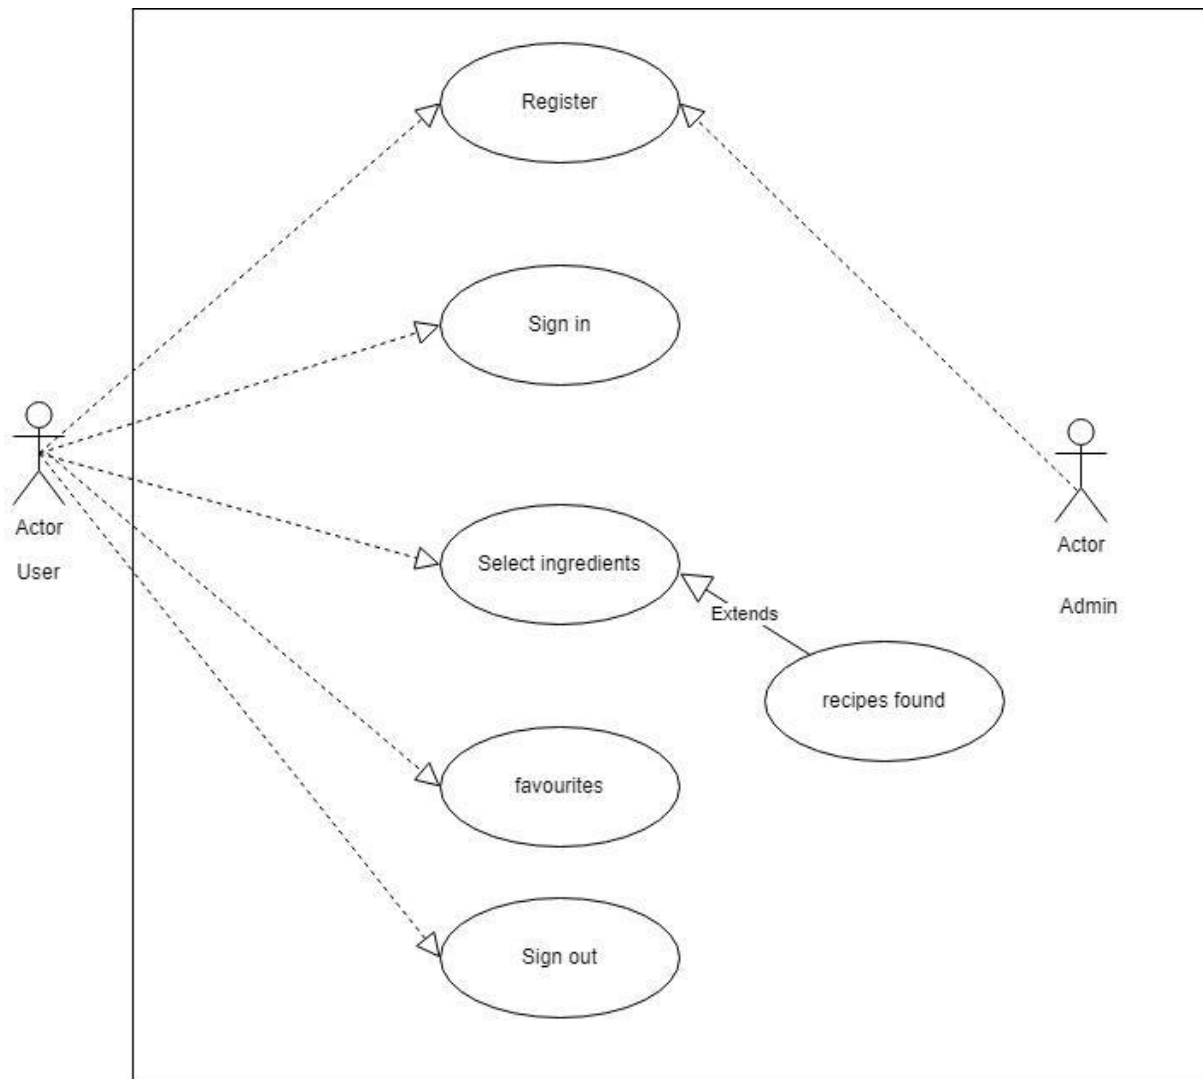 Register
Sign in
Actor
User
Select ingredients
Actor
Admin
Extends
recipes found
favourites
Sign out